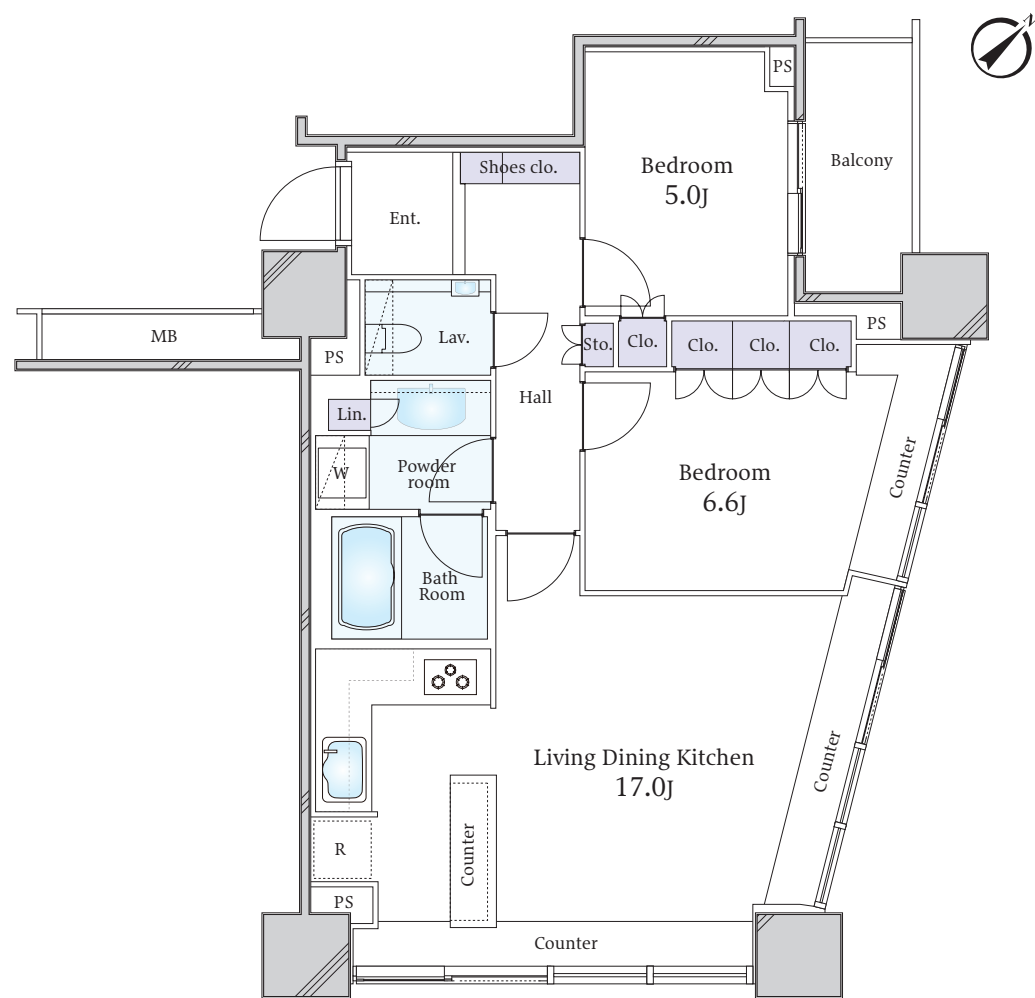 N
PS
Bedroom
5.0J
Balcony
Shoes clo.
Ent.
MB
PS
Lav.
Sto.
Clo.
Clo.
Clo.
Clo.
PS
Hall
Lin.
W
Powder
room
Bedroom
6.6J
Counter
Bath
Room
Living Dining Kitchen
17.0J
Counter
Counter
R
PS
Counter